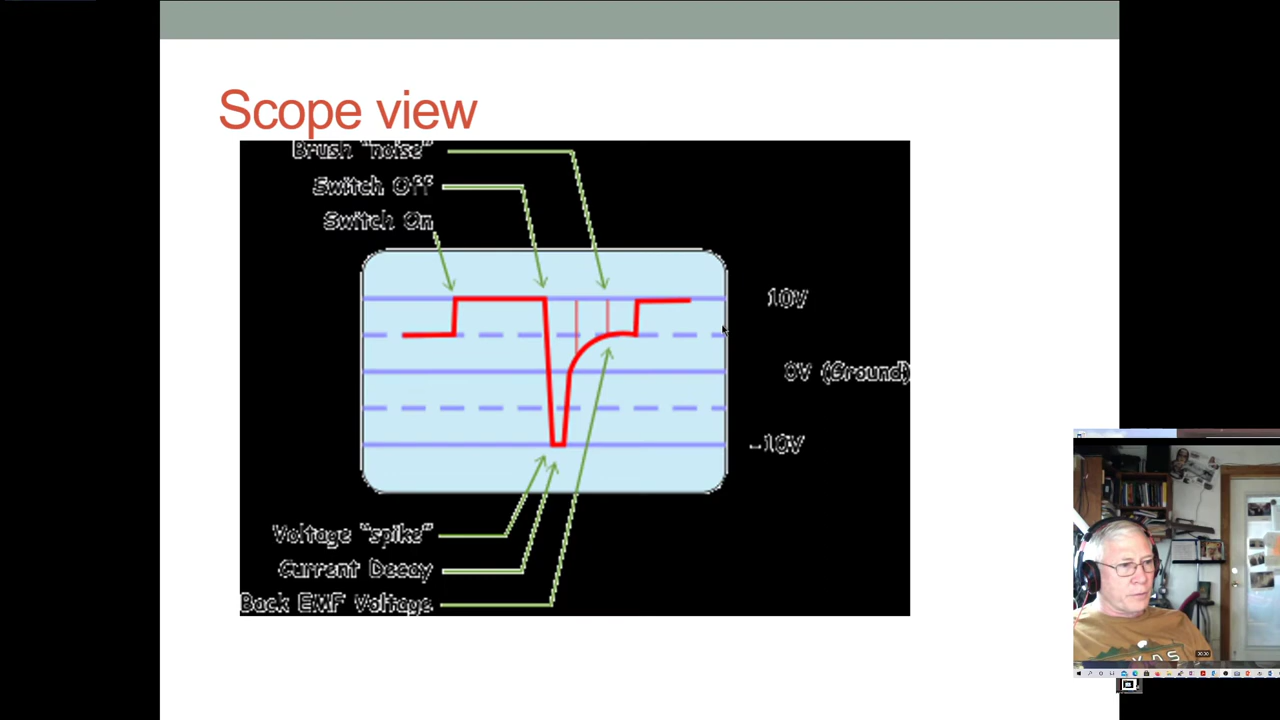 Scope view
Brush "noise"
Switch Off
Switch On
10V
0V (Ground)
-10V
Voltage "spike"
Current Decay
Back EMF Voltage